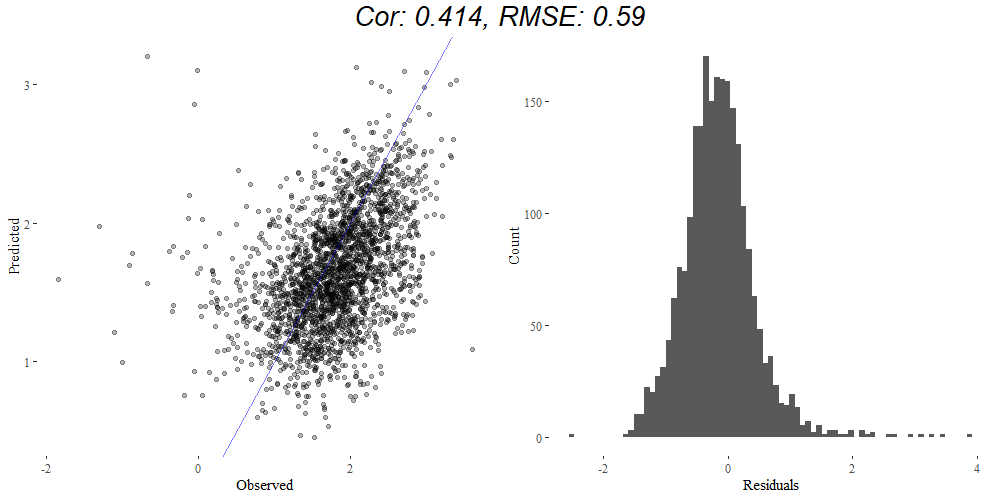 Cor: 0.414, RMSE: 0.59
3
2
1
Predicted
-2 0 2
Observed
150
100
50
0
Count
-2 0 2 4
Residuals